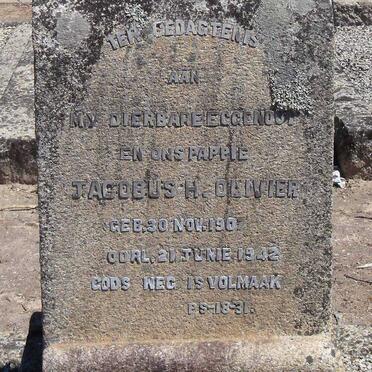 TER GEDAGTENIS
AAN
MY DIERBARE EGGENOOT
EN ONS PAPPIE
JACOBUS H. OLIVIER
GEB. 30 NOV. 190
OORL. 21 JUNIE 1942
GODS WEG IS VOLMAAK
PS-18-31.